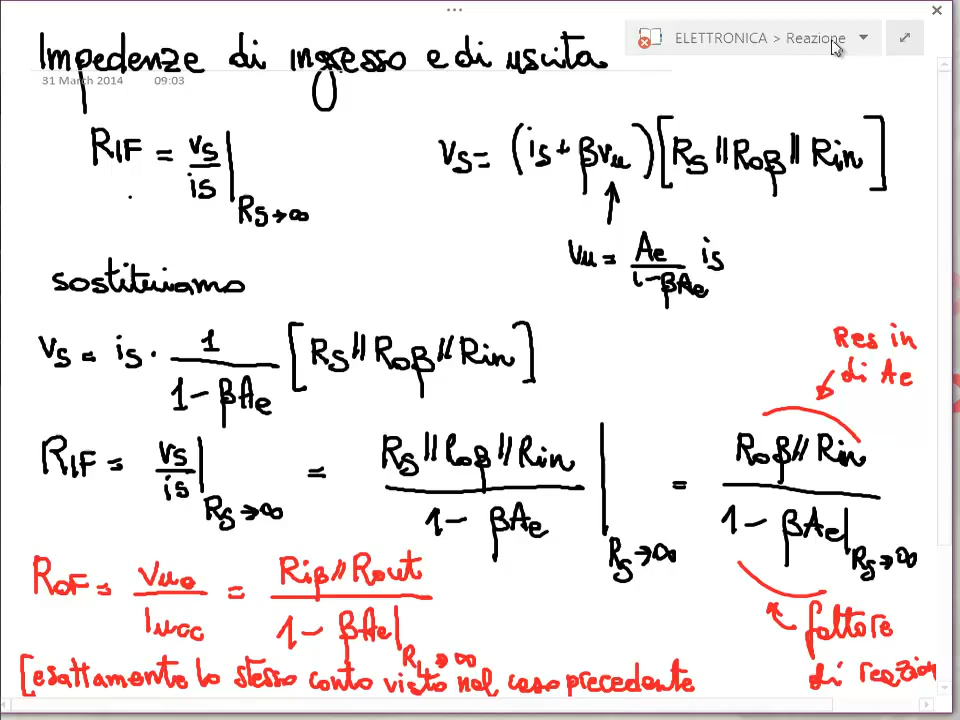 ELETTRONICA > Reazione
Impedenze di ingresso e di uscita
31 March 2014 09:03
RIF = vs/is | Rs→∞
vs = (is + βvu) [Rs // Roβ // Rin]
vu = Ae/(1-βAe) is
sostituiamo
vs = is · 1/(1-βAe) [Rs // Roβ // Rin]
Res in
di Ae
RIF = vs/is | Rs→∞ = Rs // Roβ // Rin / (1-βAe) | Rs→∞ = Roβ // Rin / (1-βAe| Rs→∞)
ROF = vuo/iucc = Riβ // Rout / (1-βAe| RL→∞)
fattore
di reazion
[esattamente lo stesso conto visto nel caso precedente